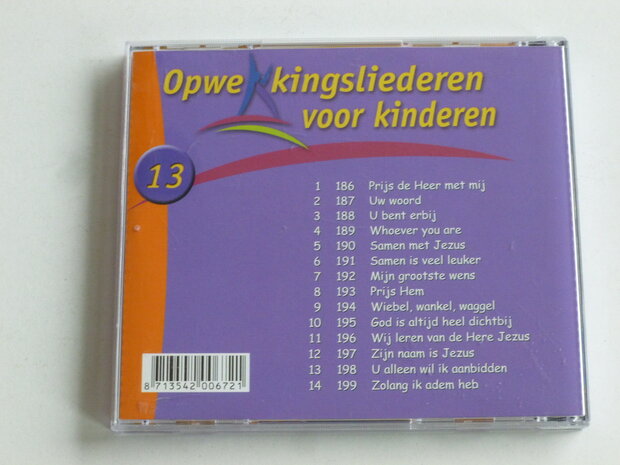 Opwekkingsliederen
voor kinderen
13
1 186 Prijs de Heer met mij
2 187 Uw woord
3 188 U bent erbij
4 189 Whoever you are
5 190 Samen met Jezus
6 191 Samen is veel leuker
7 192 Mijn grootste wens
8 193 Prijs Hem
9 194 Wiebel, wankel, waggel
10 195 God is altijd heel dichtbij
11 196 Wij leren van de Here Jezus
12 197 Zijn naam is Jezus
13 198 U alleen wil ik aanbidden
14 199 Zolang ik adem heb
8 713542 006721